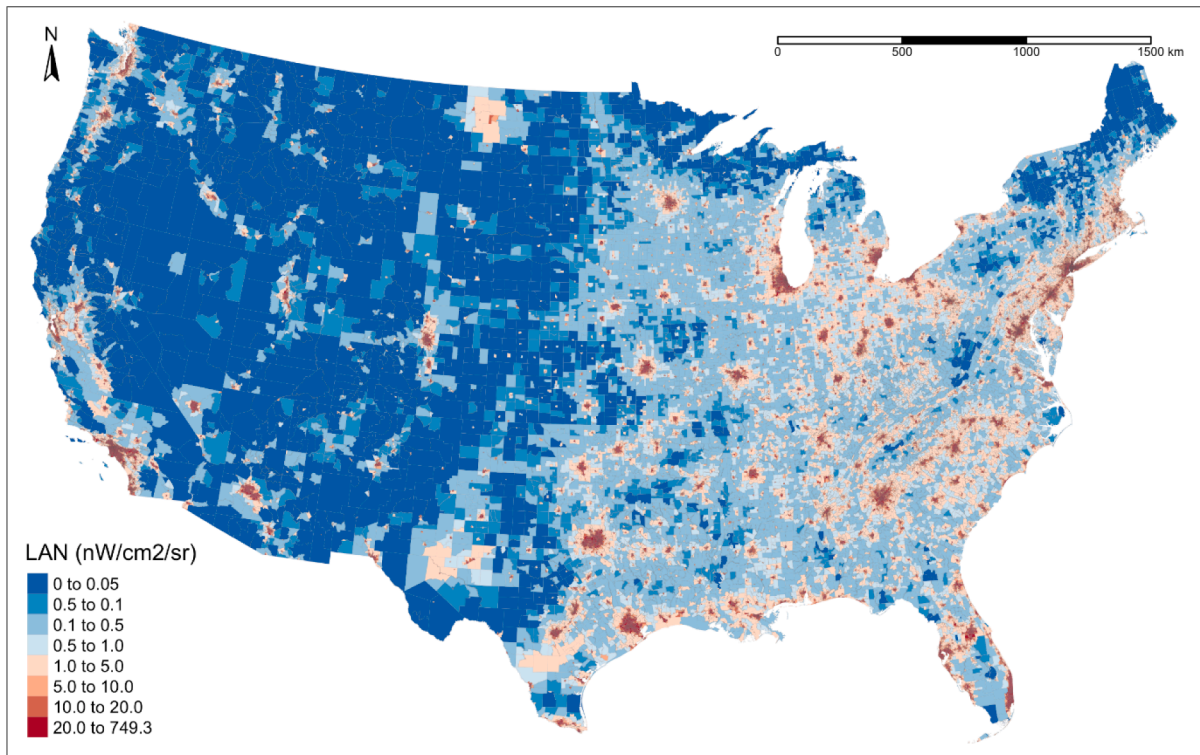 N
0 500 1000 1500 km
LAN (nW/cm2/sr)
0 to 0.05
0.5 to 0.1
0.1 to 0.5
0.5 to 1.0
1.0 to 5.0
5.0 to 10.0
10.0 to 20.0
20.0 to 749.3